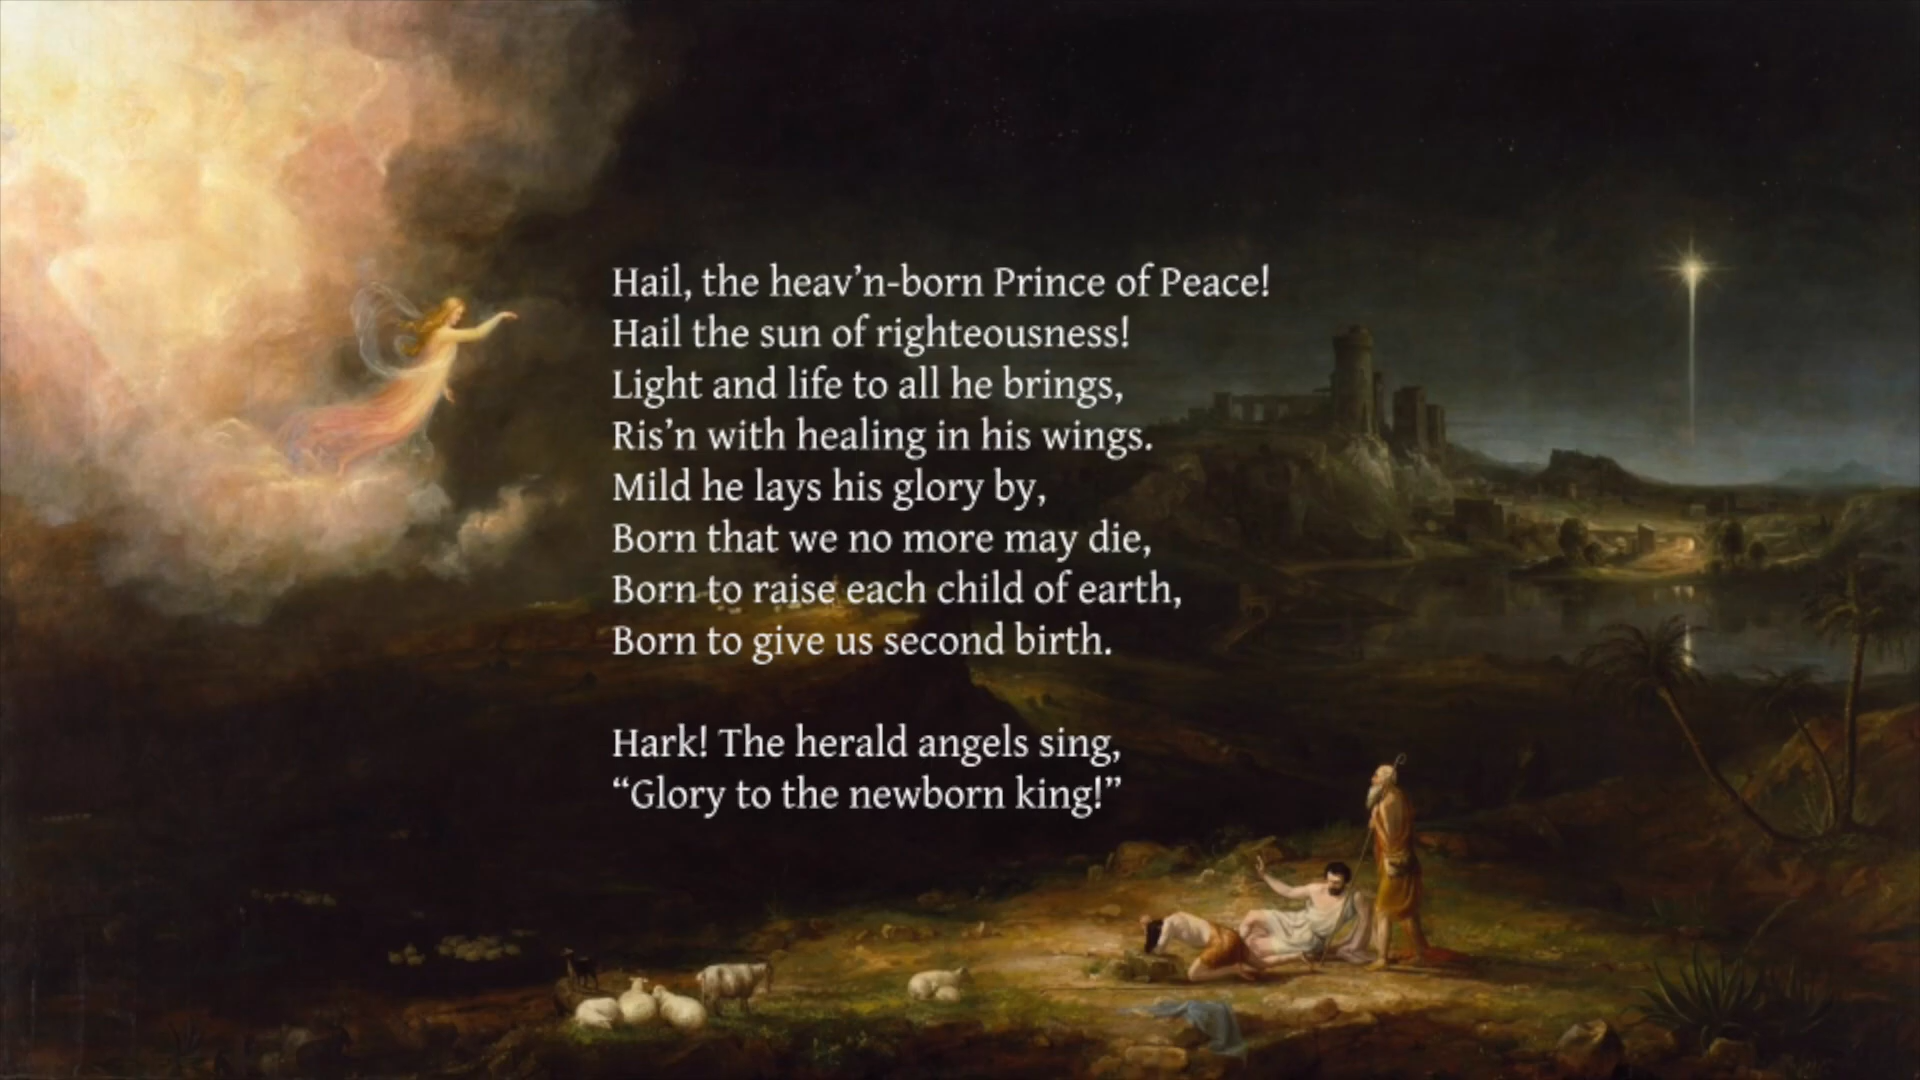 Hail, the heav’n-born Prince of Peace!
Hail the sun of righteousness!
Light and life to all he brings,
Ris’n with healing in his wings.
Mild he lays his glory by,
Born that we no more may die,
Born to raise each child of earth,
Born to give us second birth.
Hark! The herald angels sing,
“Glory to the newborn king!”